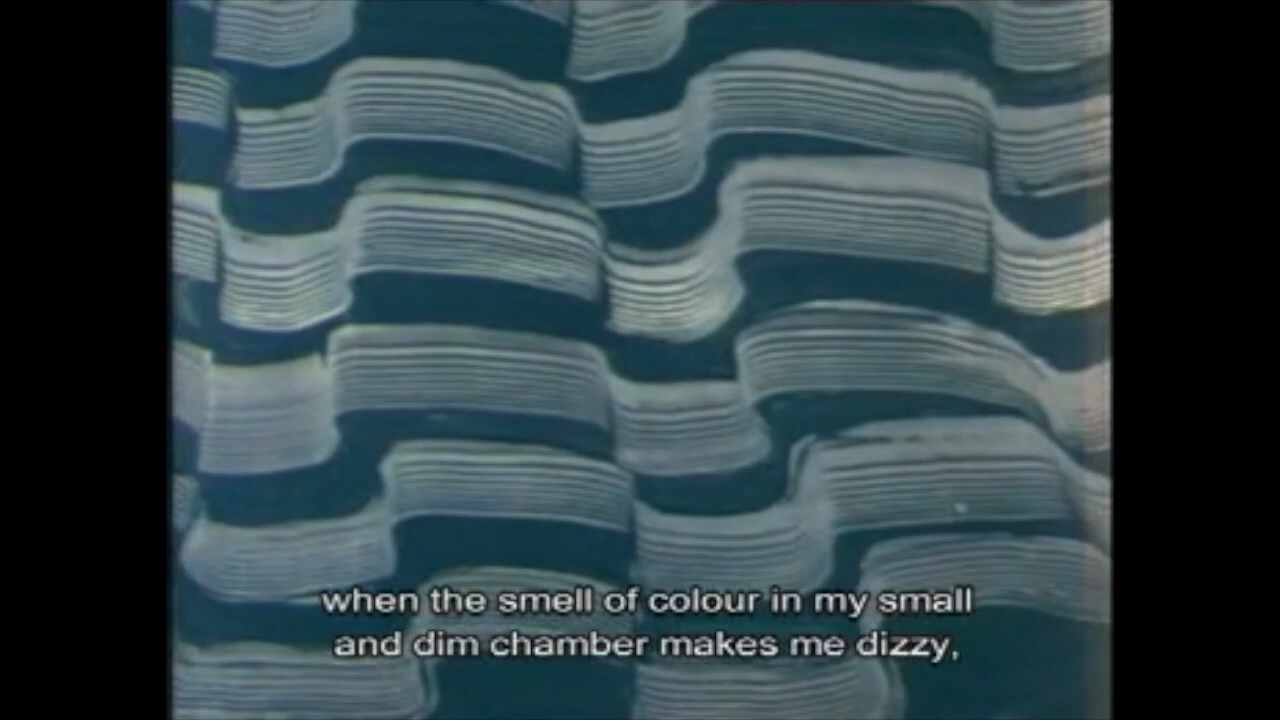 when the smell of colour in my small
and dim chamber makes me dizzy,